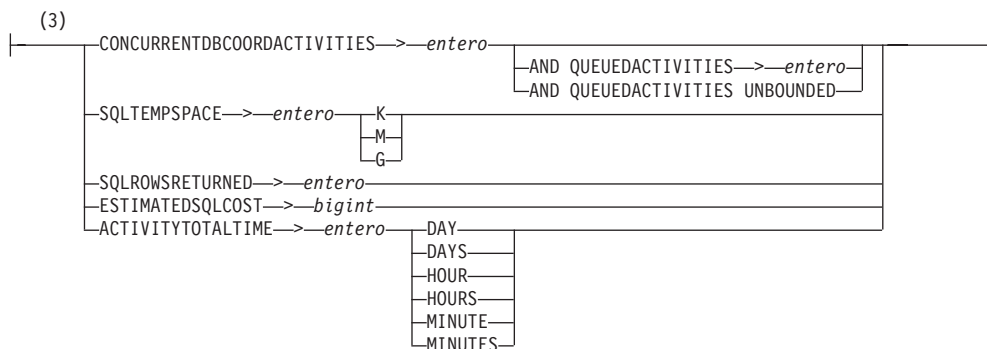 (3)
CONCURRENTDBCOORDACTIVITIES > entero
AND QUEUEDACTIVITIES > entero
AND QUEUEDACTIVITIES UNBOUNDED
SQLTEMPSPACE > entero K
M
G
SQLROWSRETURNED > entero
ESTIMATEDSQLCOST > bigint
ACTIVITYTOTALTIME > entero DAY
DAYS
HOUR
HOURS
MINUTE
MINUTES